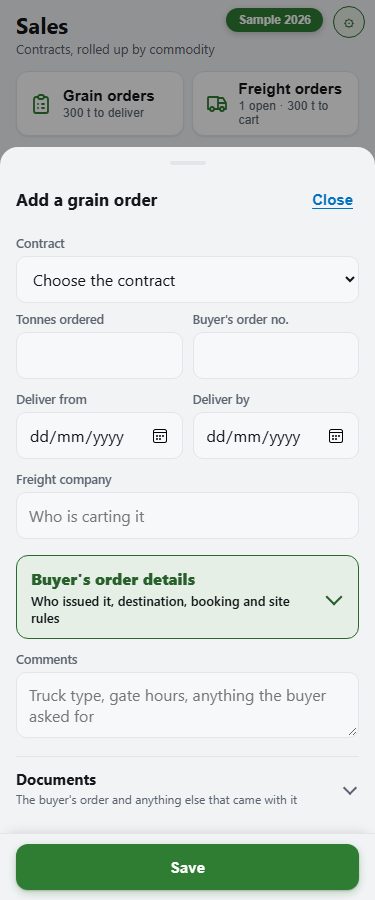 Sales
Sample 2026
Contracts, rolled up by commodity
Grain orders
300 t to deliver
Freight orders
1 open · 300 t to
cart
Add a grain order
Close
Contract
Choose the contract
Tonnes ordered
Buyer's order no.
Deliver from
Deliver by
dd/mm/yyyy
dd/mm/yyyy
Freight company
Who is carting it
Buyer's order details
Who issued it, destination, booking and site
rules
Comments
Truck type, gate hours, anything the buyer
asked for
Documents
The buyer's order and anything else that came with it
Save